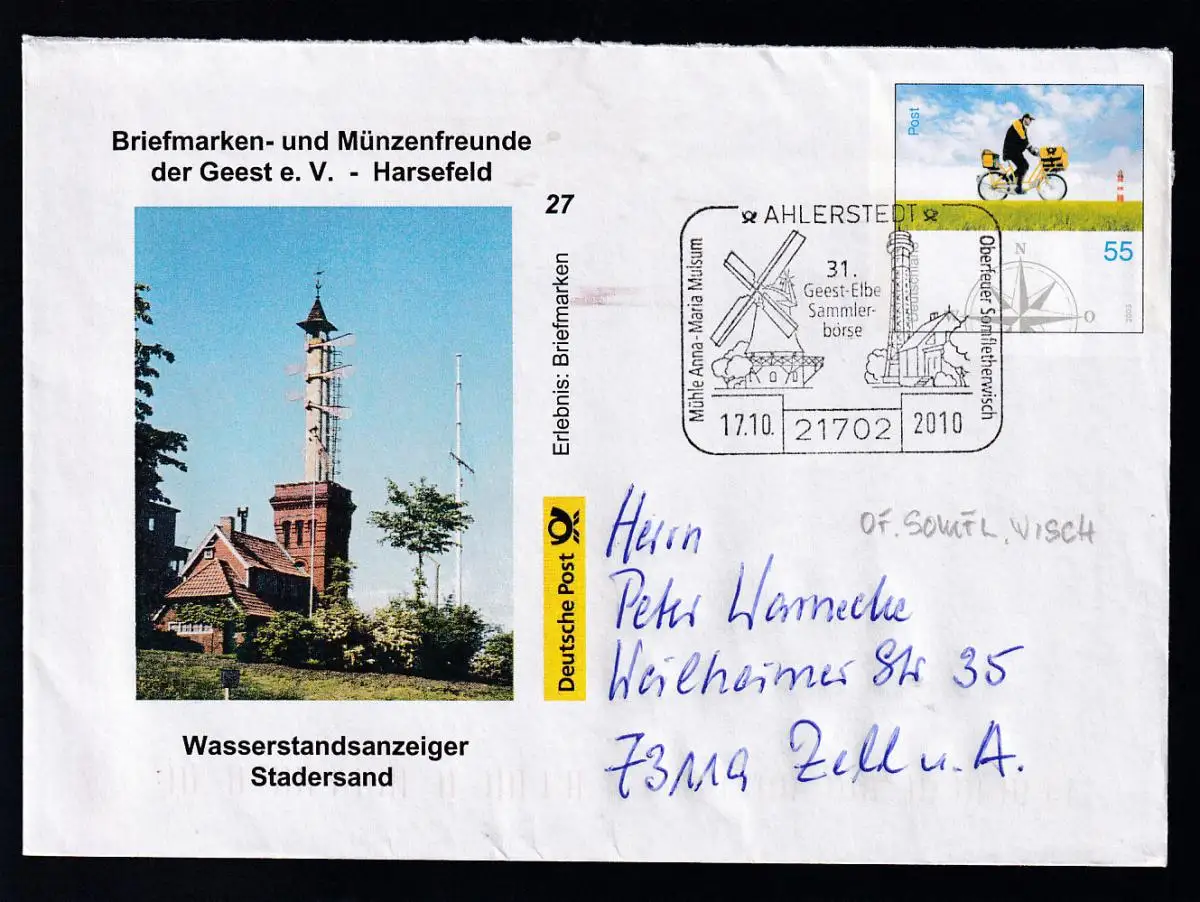 Briefmarken- und Münzenfreunde
der Geest e. V. - Harsefeld
27
Erlebnis: Briefmarken
Deutsche Post
Wasserstandsanzeiger
Stadersand
Post
55
Deutschland
2003
N
O
AHLERSTEDT
Mühle Anna-Maria Mulsum
31.
Geest-Elbe
Sammler-
börse
Oberfeuer Somfletherwisch
17.10. 21702 2010
OF. SOMFL. WISCH
Herrn
Peter Warnecke
Weilheimer Str 35
73119 Zell u. A.